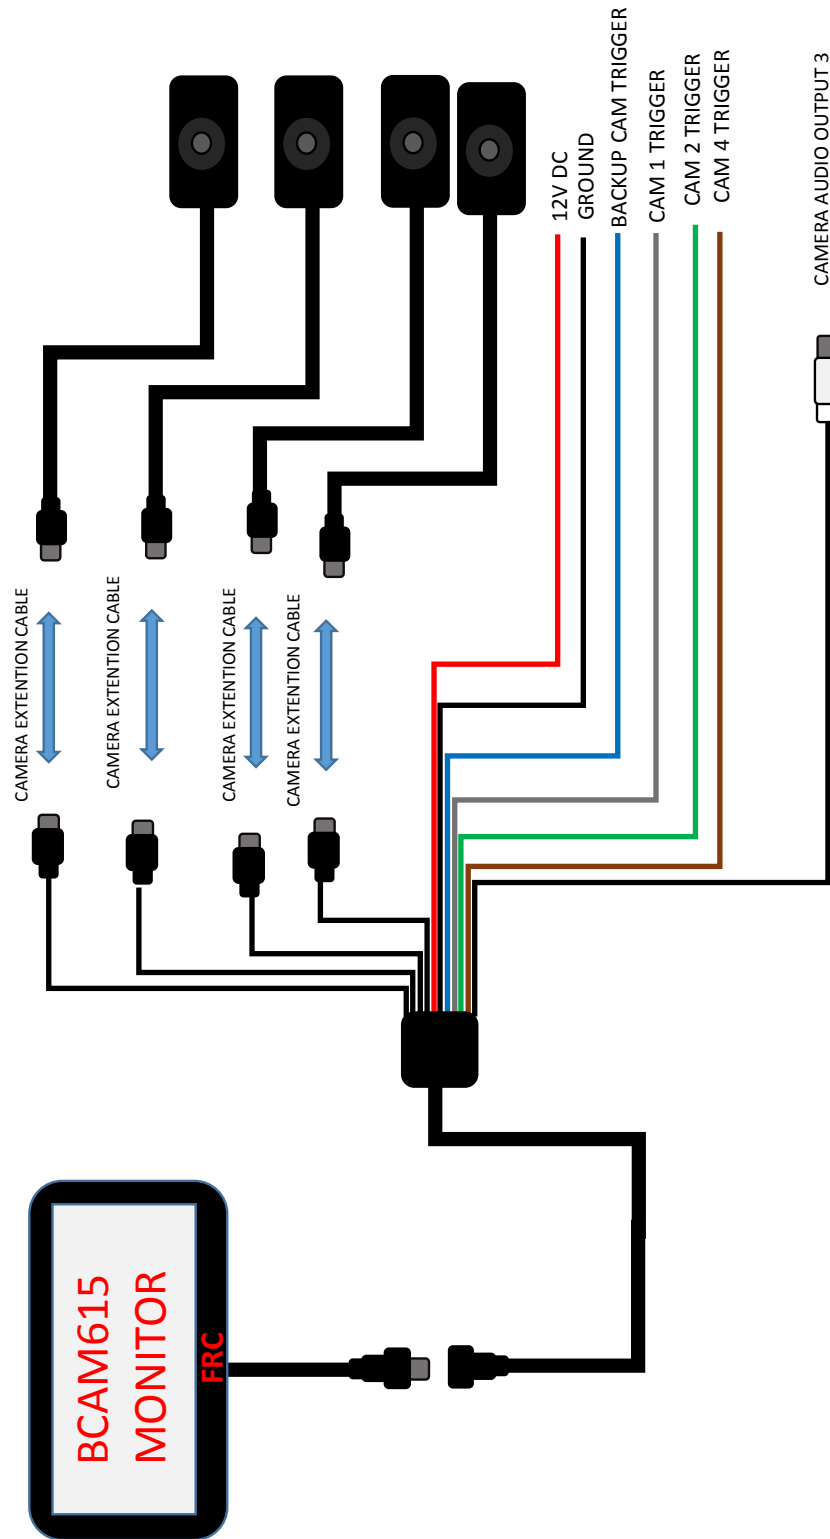 CAMERA EXTENTION CABLE
CAMERA EXTENTION CABLE
CAMERA EXTENTION CABLE
CAMERA EXTENTION CABLE
12V DC
GROUND
BACKUP CAM TRIGGER
CAM 1 TRIGGER
CAM 2 TRIGGER
CAM 4 TRIGGER
CAMERA AUDIO OUTPUT 3
BCAM615
MONITOR
FRC